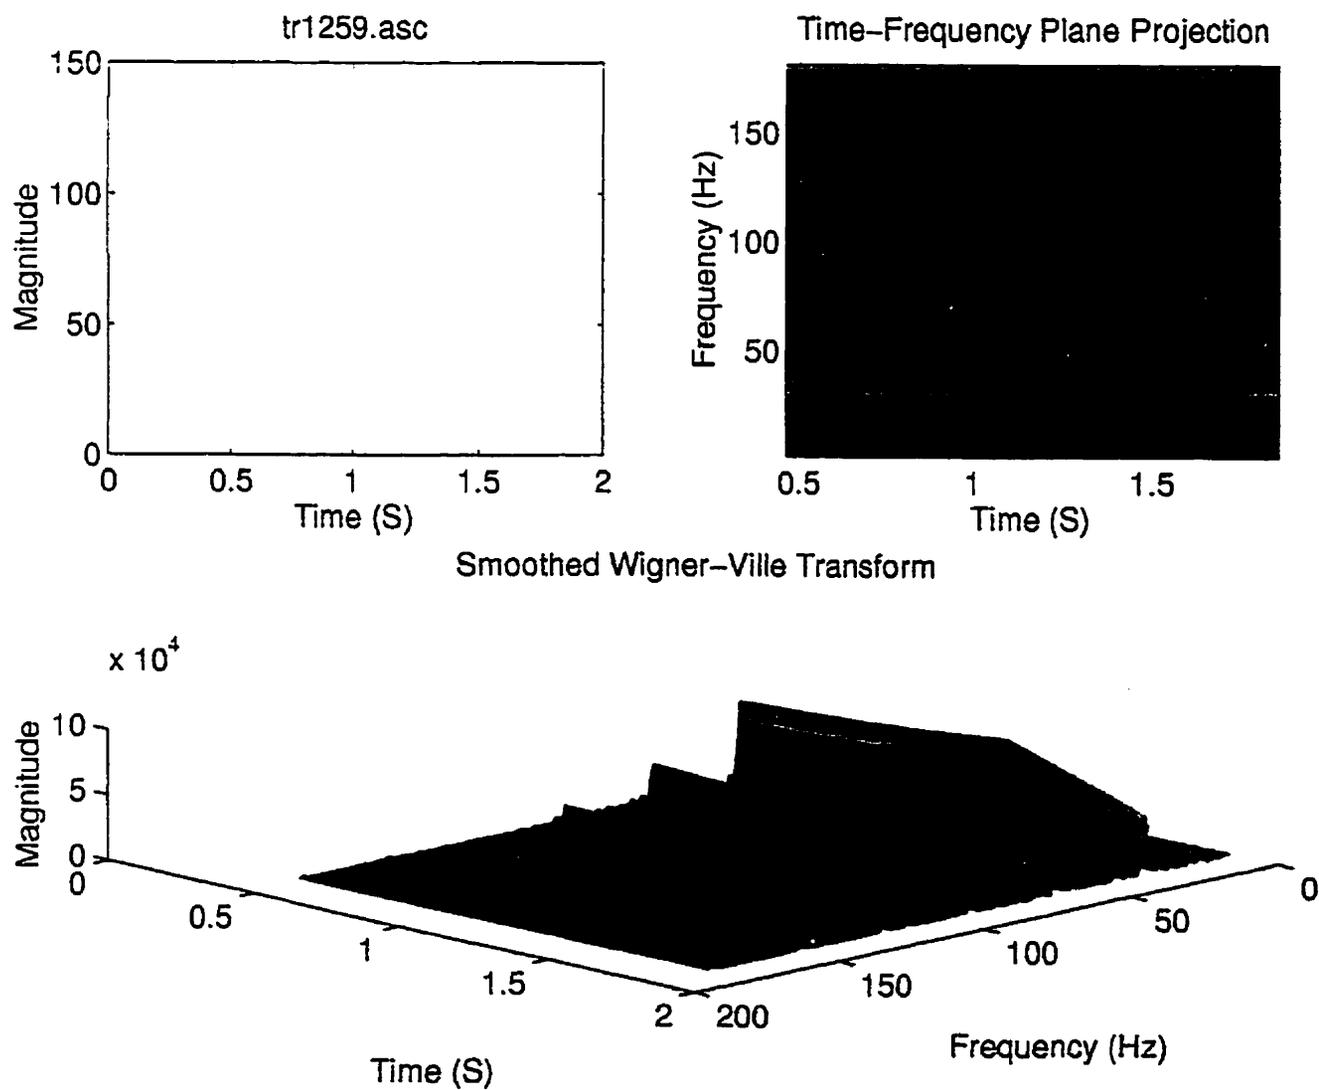 tr1259.asc
150
100
50
0
Magnitude
0 0.5 1 1.5 2
Time (S)
Time–Frequency Plane Projection
150
100
50
Frequency (Hz)
0.5 1 1.5
Time (S)
Smoothed Wigner–Ville Transform
x 10^4
10
5
0
Magnitude
0
0.5
1
1.5
2
Time (S)
200
150
100
50
0
Frequency (Hz)